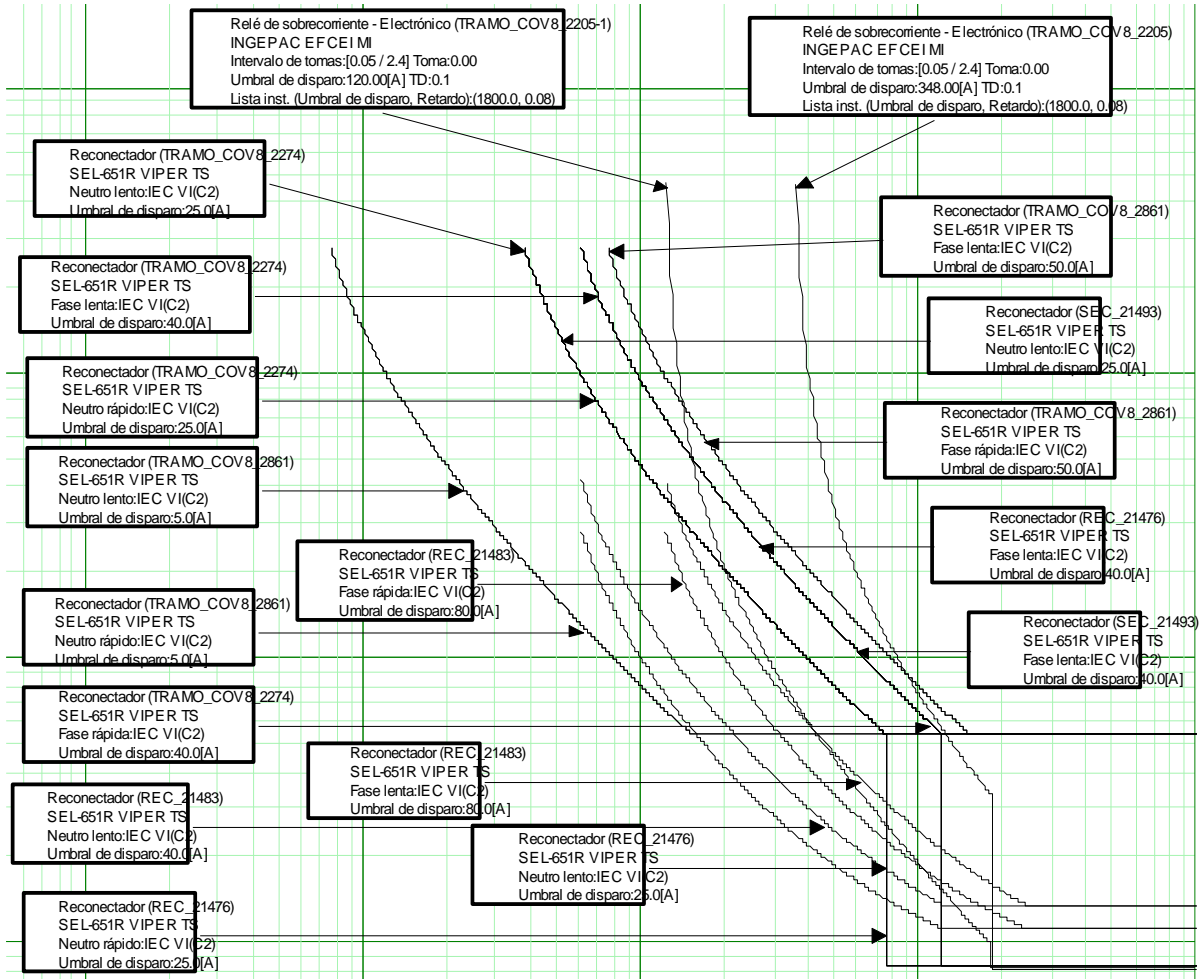 Relé de sobrecorriente - Electrónico (TRAMO_COV8_2205-1)
INGEPAC EF CEI MI
Intervalo de tomas:[0.05 / 2.4] Toma:0.00
Umbral de disparo:120.00[A] TD:0.1
Lista inst. (Umbral de disparo, Retardo):(1800.0, 0.08)
Relé de sobrecorriente - Electrónico (TRAMO_COV8_2205)
INGEPAC EF CEI MI
Intervalo de tomas:[0.05 / 2.4] Toma:0.00
Umbral de disparo:348.00[A] TD:0.1
Lista inst. (Umbral de disparo, Retardo):(1800.0, 0.08)
Reconectador (TRAMO_COV8_2274)
SEL-651R VIPER TS
Neutro lento:IEC VI(C2)
Umbral de disparo:25.0[A]
Reconectador (TRAMO_COV8_2861)
SEL-651R VIPER TS
Fase lenta:IEC VI(C2)
Umbral de disparo:50.0[A]
Reconectador (TRAMO_COV8_2274)
SEL-651R VIPER TS
Fase lenta:IEC VI(C2)
Umbral de disparo:40.0[A]
Reconectador (SEC_21493)
SEL-651R VIPER TS
Neutro lento:IEC VI(C2)
Umbral de disparo:25.0[A]
Reconectador (TRAMO_COV8_2274)
SEL-651R VIPER TS
Neutro rápido:IEC VI(C2)
Umbral de disparo:25.0[A]
Reconectador (TRAMO_COV8_2861)
SEL-651R VIPER TS
Fase rápida:IEC VI(C2)
Umbral de disparo:50.0[A]
Reconectador (TRAMO_COV8_2861)
SEL-651R VIPER TS
Neutro lento:IEC VI(C2)
Umbral de disparo:5.0[A]
Reconectador (REC_21476)
SEL-651R VIPER TS
Fase lenta:IEC VI(C2)
Umbral de disparo:40.0[A]
Reconectador (REC_21483)
SEL-651R VIPER TS
Fase rápida:IEC VI(C2)
Umbral de disparo:80.0[A]
Reconectador (TRAMO_COV8_2861)
SEL-651R VIPER TS
Neutro rápido:IEC VI(C2)
Umbral de disparo:5.0[A]
Reconectador (SEC_21493)
SEL-651R VIPER TS
Fase lenta:IEC VI(C2)
Umbral de disparo:40.0[A]
Reconectador (TRAMO_COV8_2274)
SEL-651R VIPER TS
Fase rápida:IEC VI(C2)
Umbral de disparo:40.0[A]
Reconectador (REC_21483)
SEL-651R VIPER TS
Fase lenta:IEC VI(C2)
Umbral de disparo:80.0[A]
Reconectador (REC_21483)
SEL-651R VIPER TS
Neutro lento:IEC VI(C2)
Umbral de disparo:40.0[A]
Reconectador (REC_21476)
SEL-651R VIPER TS
Neutro lento:IEC VI(C2)
Umbral de disparo:25.0[A]
Reconectador (REC_21476)
SEL-651R VIPER TS
Neutro rápido:IEC VI(C2)
Umbral de disparo:25.0[A]